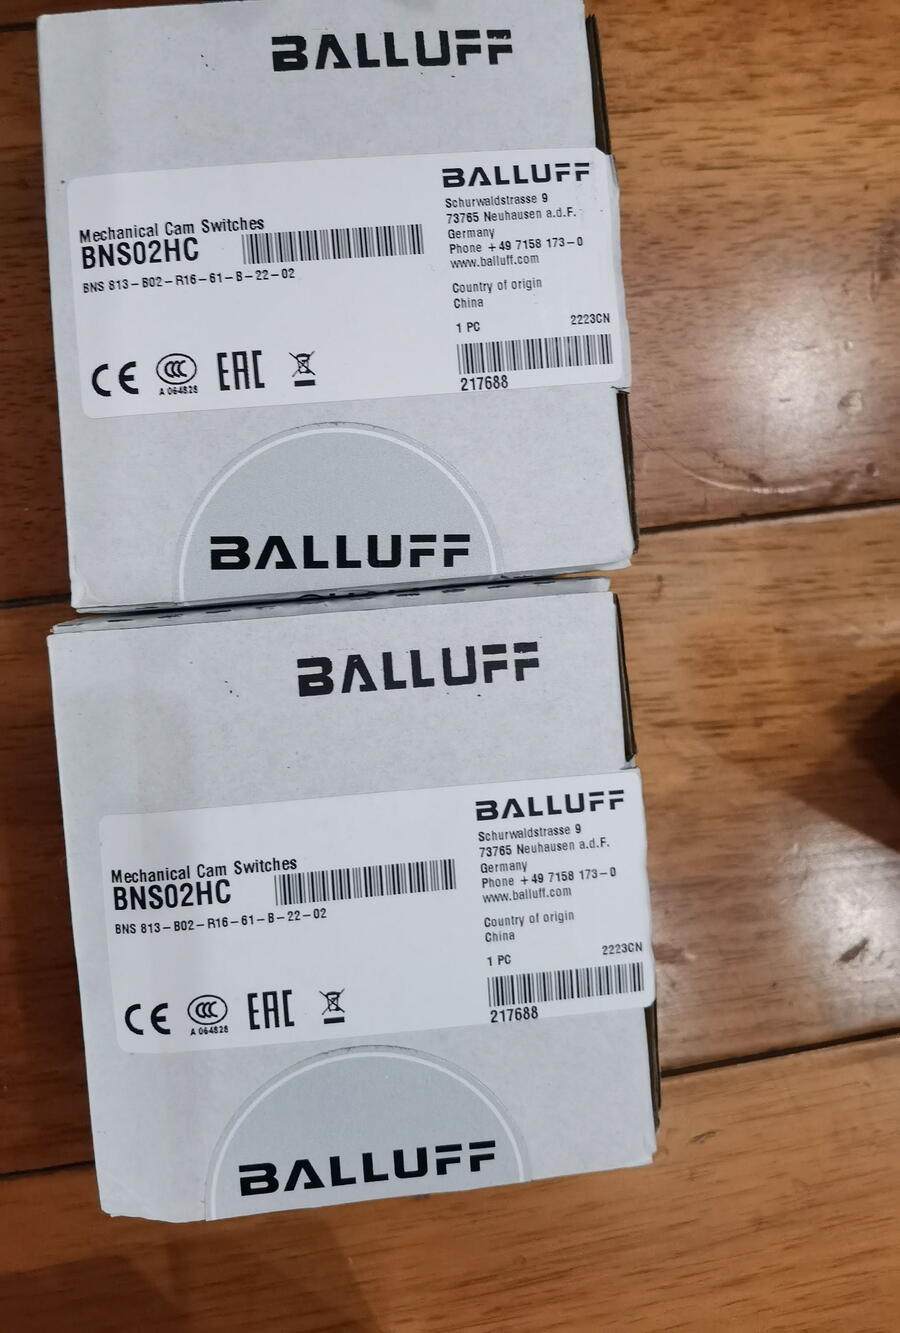 BALLUFF
BALLUFF
Schurwaldstrasse 9
73765 Neuhausen a.d.F.
Germany
Phone +49 7158 173-0
www.balluff.com
Mechanical Cam Switches
BNS02HC
BNS 813-B02-R16-61-B-22-02
Country of origin
China
1 PC 2223CN
217688
CE CCC EAC
A 064828
BALLUFF
BALLUFF
BALLUFF
Schurwaldstrasse 9
73765 Neuhausen a.d.F.
Germany
Phone +49 7158 173-0
www.balluff.com
Mechanical Cam Switches
BNS02HC
BNS 813-B02-R16-61-B-22-02
Country of origin
China
1 PC 2223CN
217688
CE CCC EAC
A 064828
BALLUFF